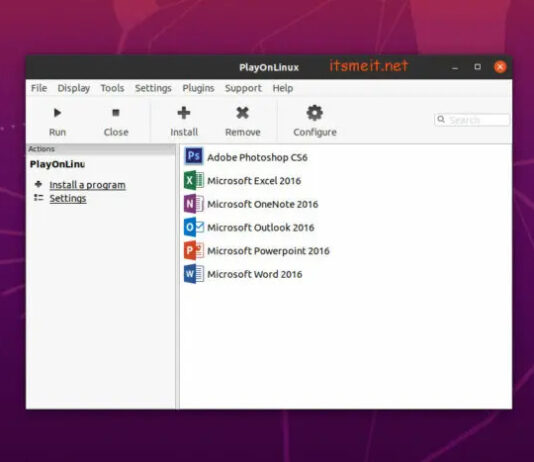 PlayOnLinux
itsmeit.net
File Display Tools Settings Plugins Support Help
Run Close Install Remove Configure
Search
Actions
PlayOnLinu
Install a program
Settings
Ps Adobe Photoshop CS6
X Microsoft Excel 2016
N Microsoft OneNote 2016
O Microsoft Outlook 2016
P Microsoft Powerpoint 2016
W Microsoft Word 2016